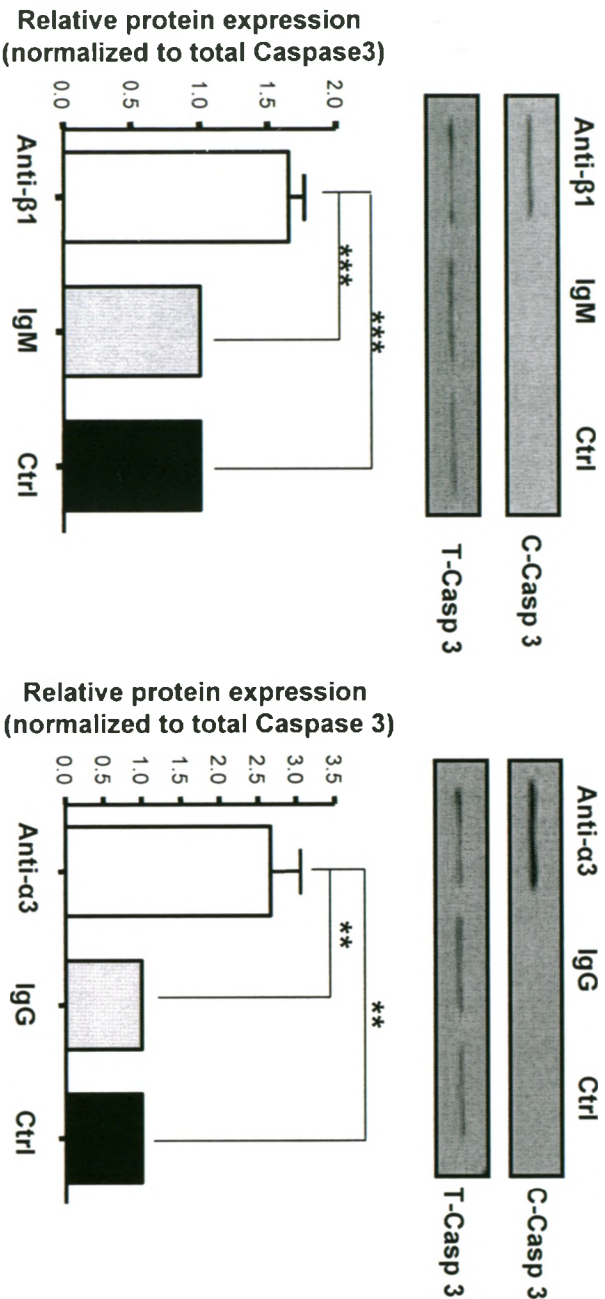 Anti-β1 IgM Ctrl
C-Casp 3
T-Casp 3
Relative protein expression
(normalized to total Caspase3)
2.0
1.5
1.0
0.5
0.0
***
***
Anti-β1 IgM Ctrl
Anti-α3 IgG Ctrl
C-Casp 3
T-Casp 3
Relative protein expression
(normalized to total Caspase 3)
3.5
3.0
2.5
2.0
1.5
1.0
0.5
0.0
**
**
Anti-α3 IgG Ctrl